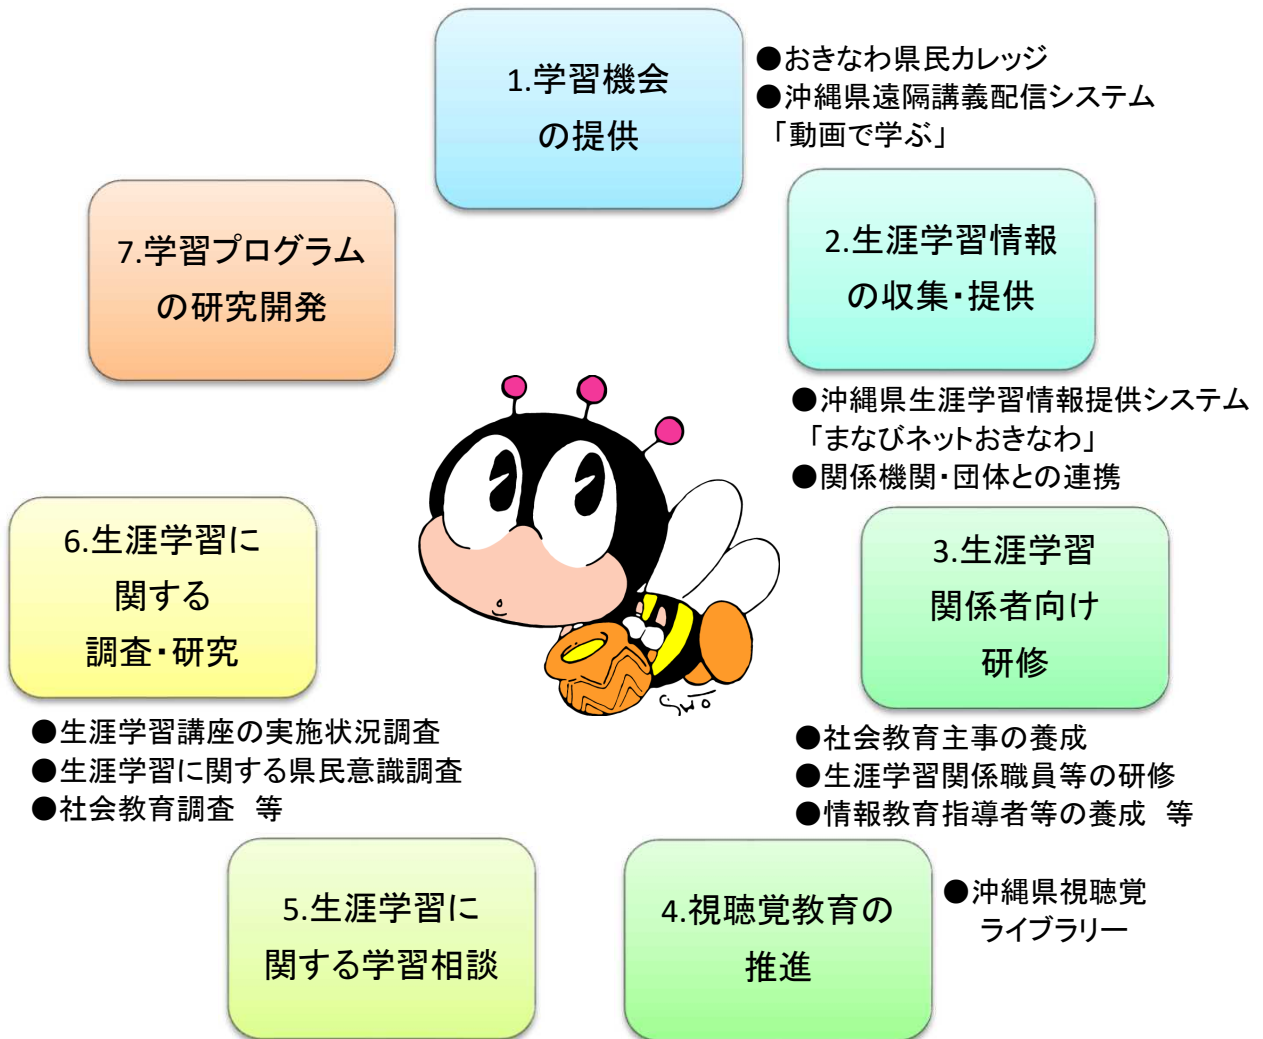 1.学習機会
の提供
●おきなわ県民カレッジ
●沖縄県遠隔講義配信システム
「動画で学ぶ」
2.生涯学習情報
の収集・提供
●沖縄県生涯学習情報提供システム
「まなびネットおきなわ」
●関係機関・団体との連携
3.生涯学習
関係者向け
研修
●社会教育主事の養成
●生涯学習関係職員等の研修
●情報教育指導者等の養成　等
4.視聴覚教育の
推進
●沖縄県視聴覚
ライブラリー
5.生涯学習に
関する学習相談
6.生涯学習に
関する
調査・研究
●生涯学習講座の実施状況調査
●生涯学習に関する県民意識調査
●社会教育調査　等
7.学習プログラム
の研究開発